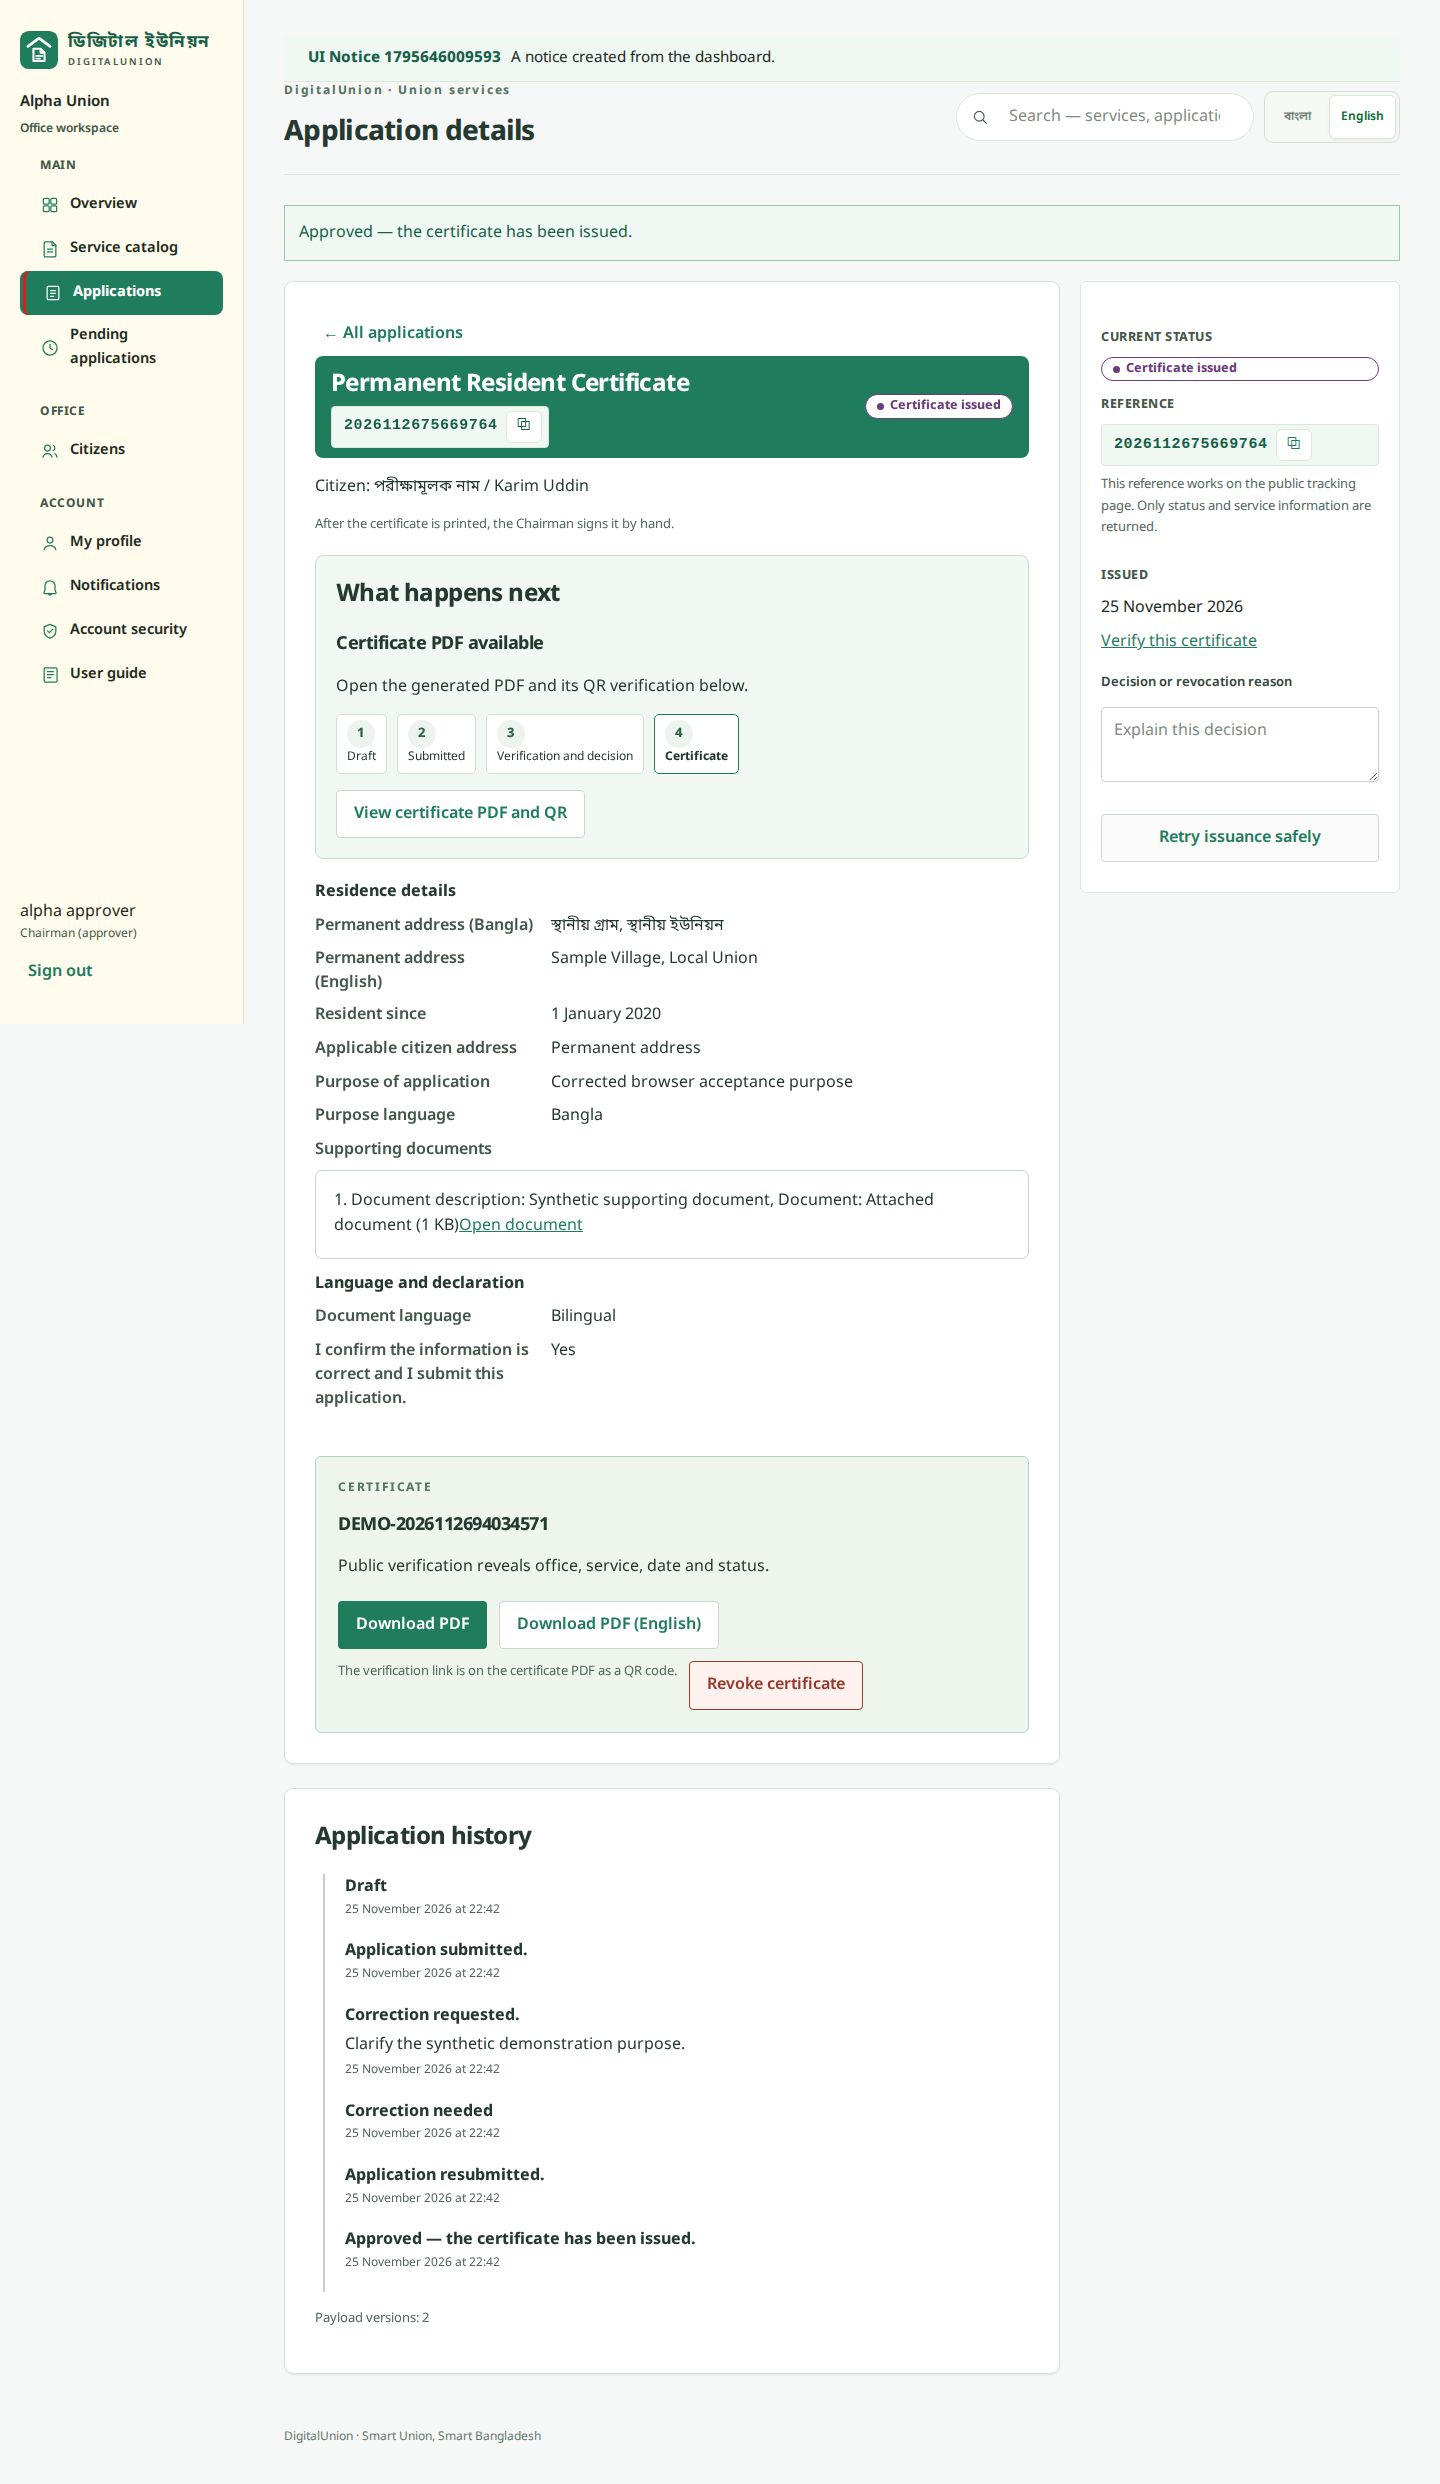 ডিজিটাল ইউনিয়ন
DIGITALUNION
Alpha Union
Office workspace
MAIN
Overview
Service catalog
Applications
Pending
applications
OFFICE
Citizens
ACCOUNT
My profile
Notifications
Account security
User guide
alpha approver
Chairman (approver)
Sign out
UI Notice 1795646009593 A notice created from the dashboard.
DigitalUnion · Union services
Application details
Search — services, applicati
বাংলা
English
Approved — the certificate has been issued.
← All applications
Permanent Resident Certificate
2026112675669764
Certificate issued
Citizen: পরীক্ষামূলক নাম / Karim Uddin
After the certificate is printed, the Chairman signs it by hand.
What happens next
Certificate PDF available
Open the generated PDF and its QR verification below.
1 Draft
2 Submitted
3 Verification and decision
4 Certificate
View certificate PDF and QR
Residence details
Permanent address (Bangla) স্থানীয় গ্রাম, স্থানীয় ইউনিয়ন
Permanent address Sample Village, Local Union
(English)
Resident since 1 January 2020
Applicable citizen address Permanent address
Purpose of application Corrected browser acceptance purpose
Purpose language Bangla
Supporting documents
1. Document description: Synthetic supporting document, Document: Attached
document (1 KB)Open document
Language and declaration
Document language Bilingual
I confirm the information is Yes
correct and I submit this
application.
CERTIFICATE
DEMO-2026112694034571
Public verification reveals office, service, date and status.
Download PDF
Download PDF (English)
The verification link is on the certificate PDF as a QR code.
Revoke certificate
Application history
Draft
25 November 2026 at 22:42
Application submitted.
25 November 2026 at 22:42
Correction requested.
Clarify the synthetic demonstration purpose.
25 November 2026 at 22:42
Correction needed
25 November 2026 at 22:42
Application resubmitted.
25 November 2026 at 22:42
Approved — the certificate has been issued.
25 November 2026 at 22:42
Payload versions: 2
CURRENT STATUS
Certificate issued
REFERENCE
2026112675669764
This reference works on the public tracking
page. Only status and service information are
returned.
ISSUED
25 November 2026
Verify this certificate
Decision or revocation reason
Explain this decision
Retry issuance safely
DigitalUnion · Smart Union, Smart Bangladesh